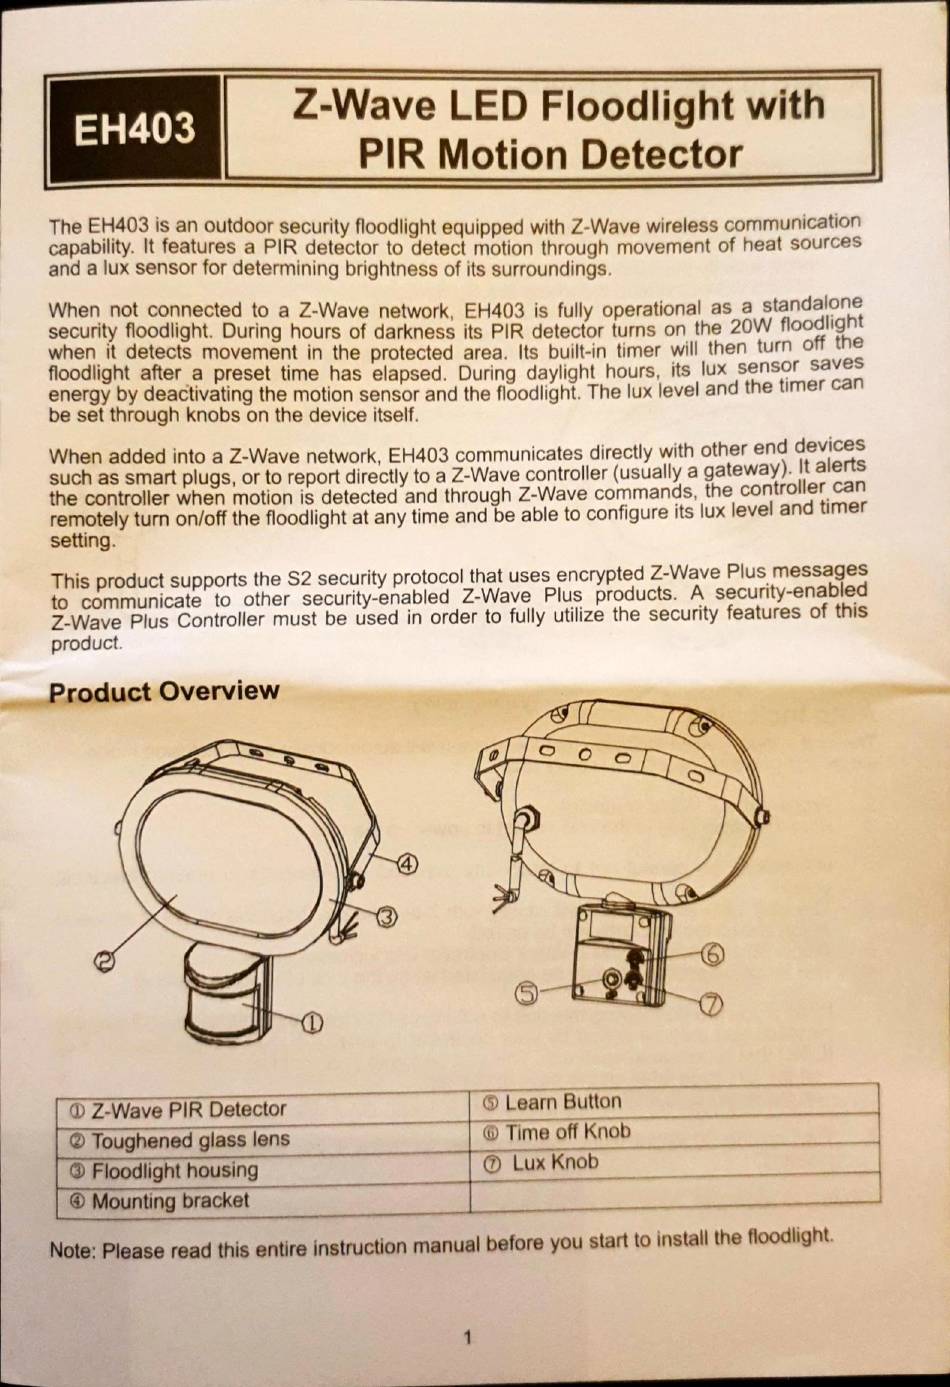 EH403
Z-Wave LED Floodlight with
PIR Motion Detector
The EH403 is an outdoor security floodlight equipped with Z-Wave wireless communication
capability. It features a PIR detector to detect motion through movement of heat sources
and a lux sensor for determining brightness of its surroundings.
When not connected to a Z-Wave network, EH403 is fully operational as a standalone
security floodlight. During hours of darkness its PIR detector turns on the 20W floodlight
when it detects movement in the protected area. Its built-in timer will then turn off the
floodlight after a preset time has elapsed. During daylight hours, its lux sensor saves
energy by deactivating the motion sensor and the floodlight. The lux level and the timer can
be set through knobs on the device itself.
When added into a Z-Wave network, EH403 communicates directly with other end devices
such as smart plugs, or to report directly to a Z-Wave controller (usually a gateway). It alerts
the controller when motion is detected and through Z-Wave commands, the controller can
remotely turn on/off the floodlight at any time and be able to configure its lux level and timer
setting.
This product supports the S2 security protocol that uses encrypted Z-Wave Plus messages
to communicate to other security-enabled Z-Wave Plus products. A security-enabled
Z-Wave Plus Controller must be used in order to fully utilize the security features of this
product.
Product Overview
④
③
②
①
⑥
⑤
⑦
① Z-Wave PIR Detector
② Toughened glass lens
③ Floodlight housing
④ Mounting bracket
⑤ Learn Button
⑥ Time off Knob
⑦ Lux Knob
Note: Please read this entire instruction manual before you start to install the floodlight.
1